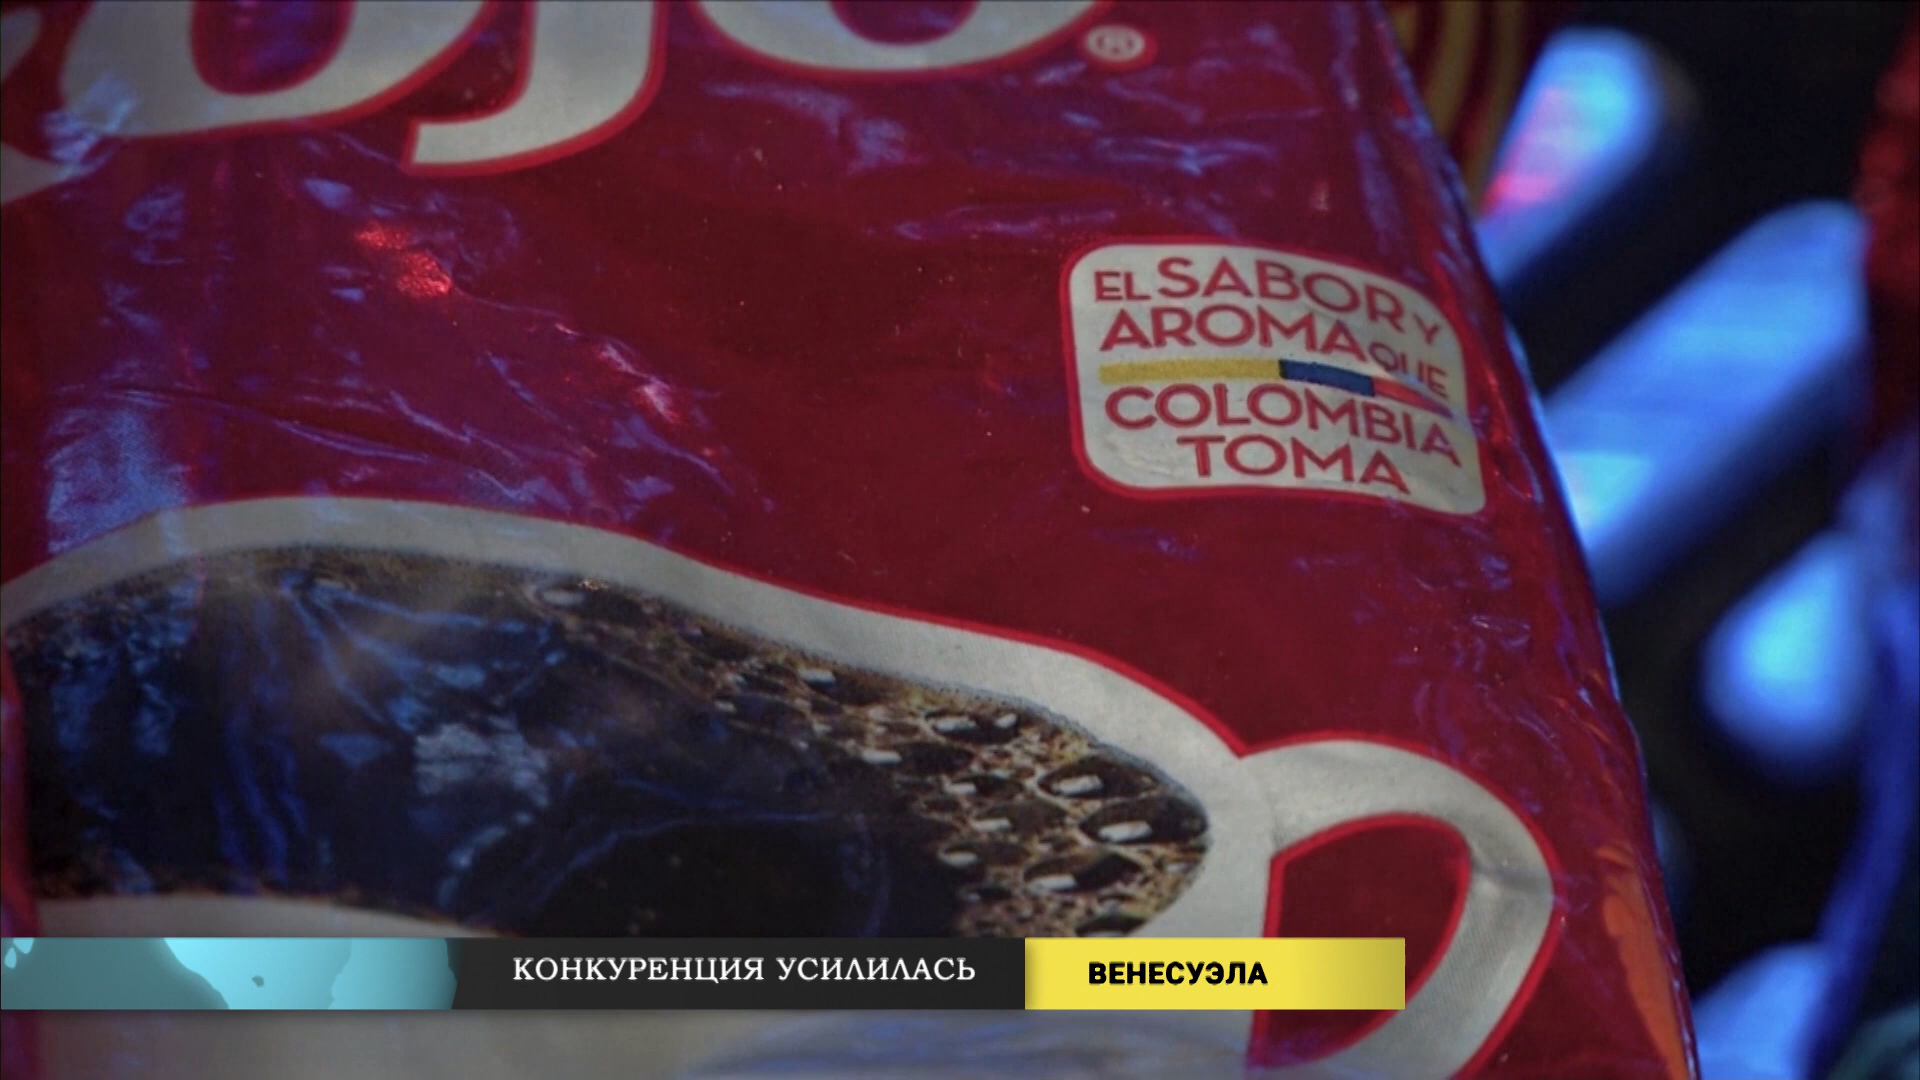 ®
EL SABOR Y
AROMA QUE
COLOMBIA
TOMA
КОНКУРЕНЦИЯ УСИЛИЛАСЬ
ВЕНЕСУЭЛА